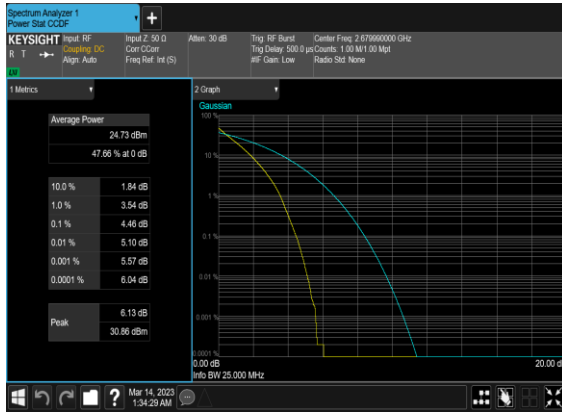 Spectrum Analyzer 1
Power Stat CCDF
KEYSIGHT
R T
LXI
Input: RF
Coupling: DC
Align: Auto
Input Z: 50 Ω
Corr CCorr
Freq Ref: Int (S)
Atten: 30 dB
Trig: RF Burst
Trig Delay: 500.0 µs
#IF Gain: Low
Center Freq: 2.679990000 GHz
Counts: 1.00 M/1.00 Mpt
Radio Std: None
1 Metrics
Average Power
24.73 dBm
47.66 % at 0 dB
10.0 % 1.84 dB
1.0 % 3.54 dB
0.1 % 4.46 dB
0.01 % 5.10 dB
0.001 % 5.57 dB
0.0001 % 6.04 dB
Peak
6.13 dB
30.86 dBm
2 Graph
Gaussian
100 %
10 %
1 %
0.1 %
0.01 %
0.001 %
0.0001 %
0.00 dB
20.00 d
Info BW 25.000 MHz
Mar 14, 2023
1:34:29 AM